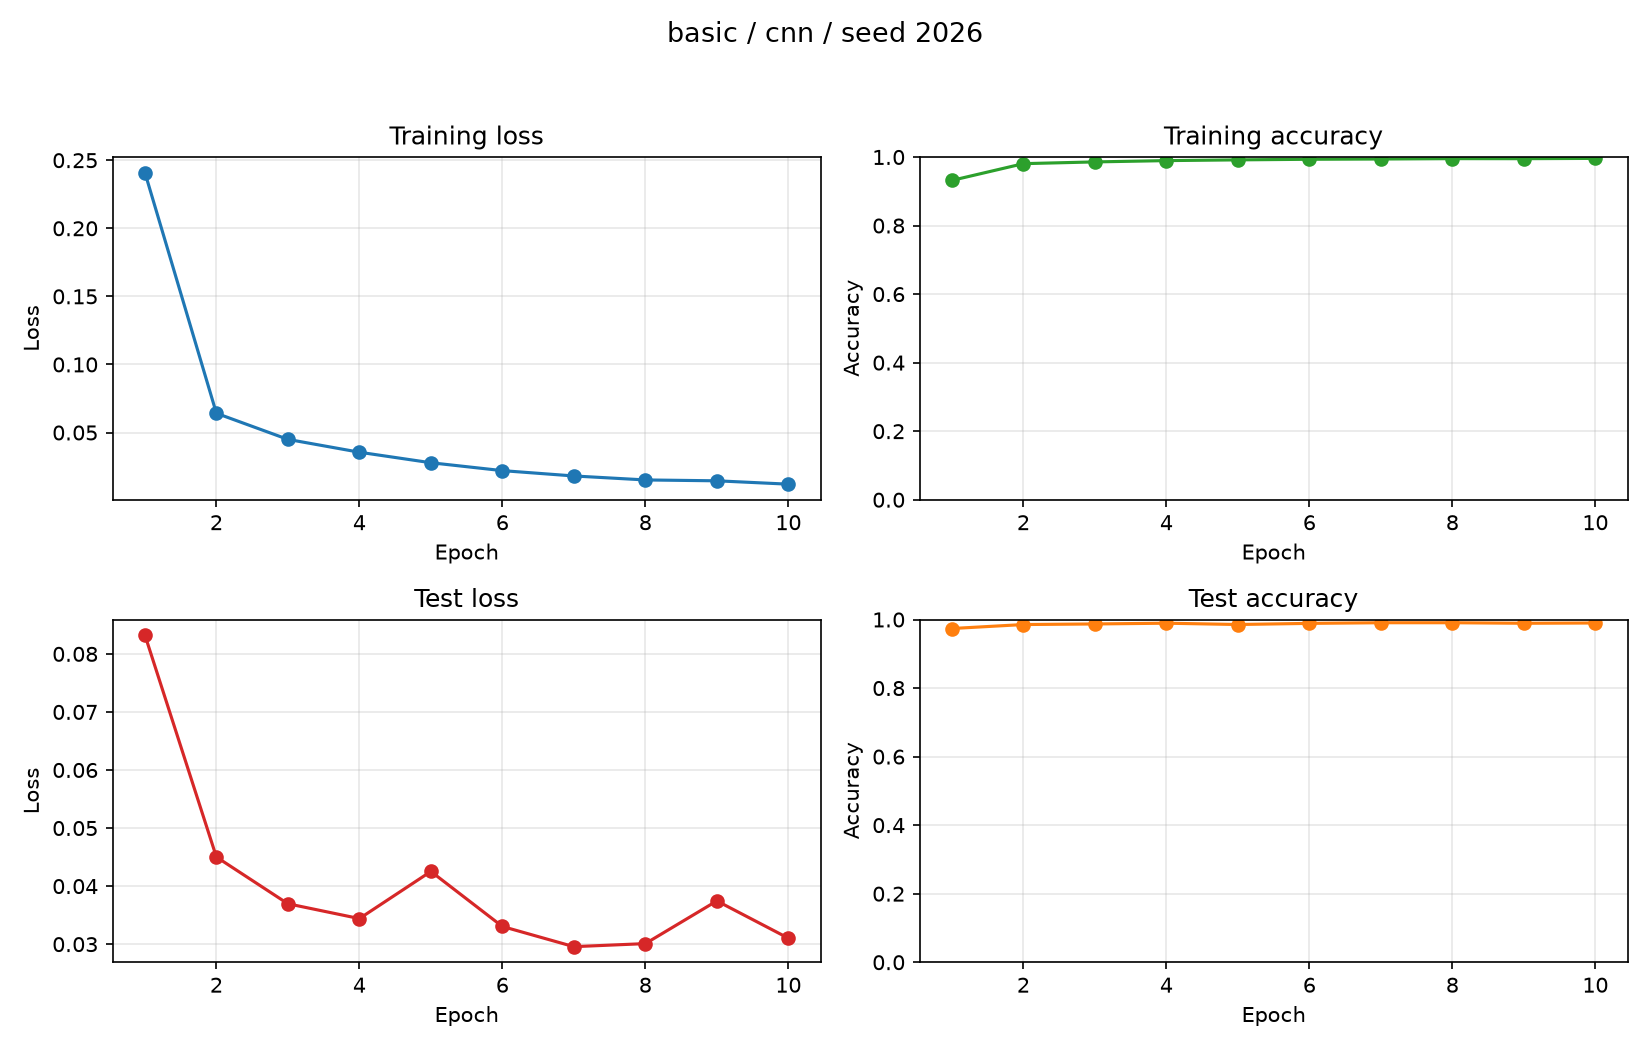 basic / cnn / seed 2026
Training loss
0.25
0.20
0.15
0.10
0.05
Loss
2 4 6 8 10
Epoch
Training accuracy
1.0
0.8
0.6
0.4
0.2
0.0
Accuracy
2 4 6 8 10
Epoch
Test loss
0.08
0.07
0.06
0.05
0.04
0.03
Loss
2 4 6 8 10
Epoch
Test accuracy
1.0
0.8
0.6
0.4
0.2
0.0
Accuracy
2 4 6 8 10
Epoch